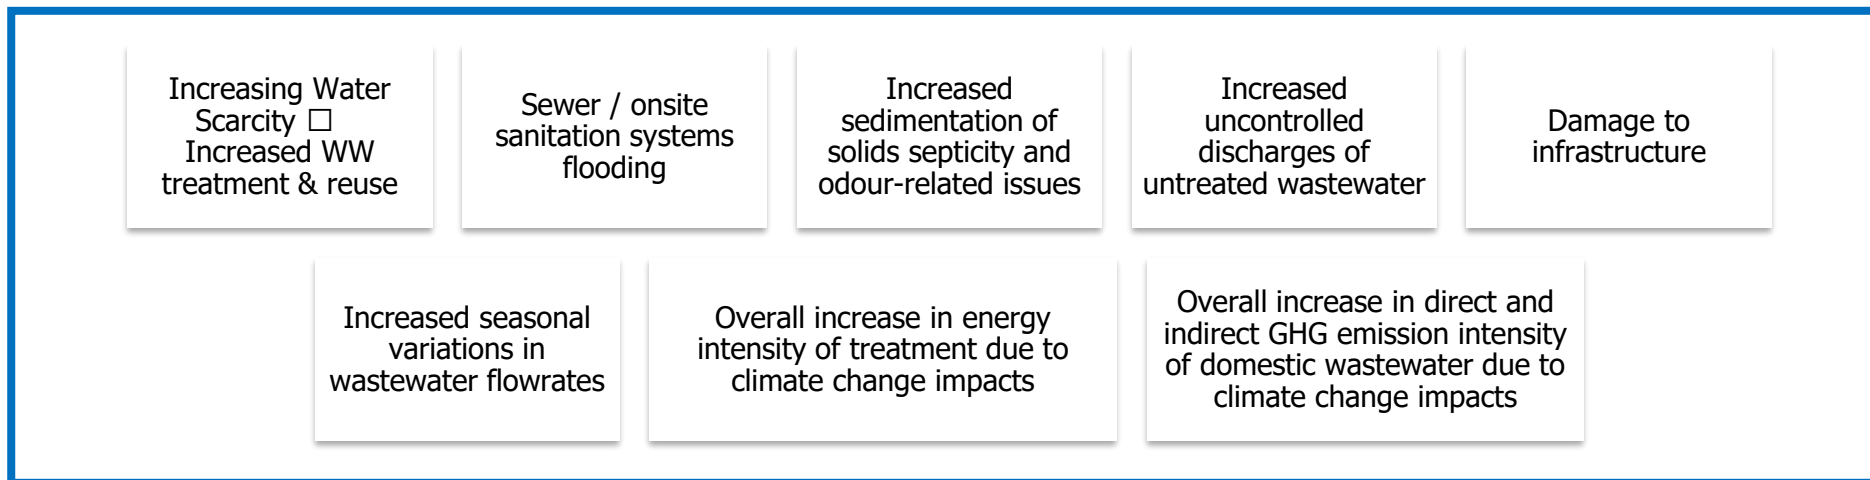 Increasing Water
Scarcity □
Increased WW
treatment & reuse
Sewer / onsite
sanitation systems
flooding
Increased
sedimentation of
solids septicity and
odour-related issues
Increased
uncontrolled
discharges of
untreated wastewater
Damage to
infrastructure
Increased seasonal
variations in
wastewater flowrates
Overall increase in energy
intensity of treatment due to
climate change impacts
Overall increase in direct and
indirect GHG emission intensity
of domestic wastewater due to
climate change impacts